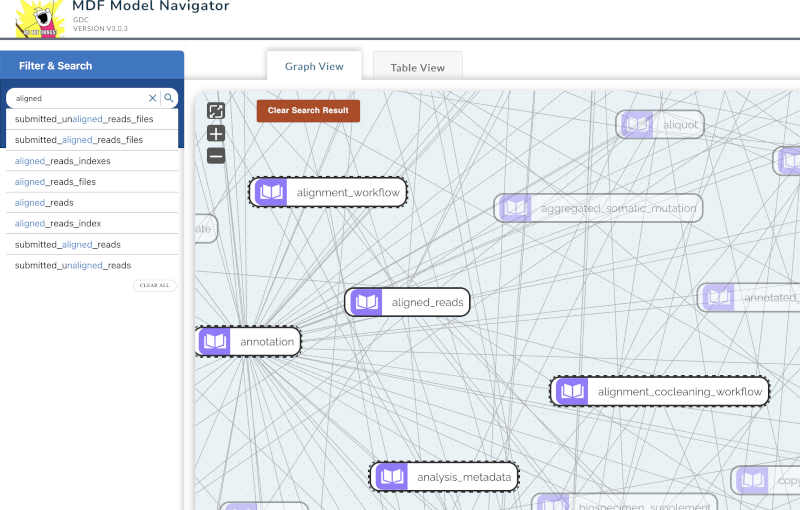 MDF Model Navigator
GDC
VERSION V3.0.3
Filter & Search
Graph View
Table View
aligned
submitted_unaligned_reads_files
submitted_aligned_reads_files
aligned_reads_indexes
aligned_reads_files
aligned_reads
aligned_reads_index
submitted_aligned_reads
submitted_unaligned_reads
CLEAR ALL
Clear Search Result
aliquot
alignment_workflow
aggregated_somatic_mutation
ate
aligned_reads
annotated_
annotation
alignment_cocleaning_workflow
analysis_metadata
copy
biospecimen_supplement